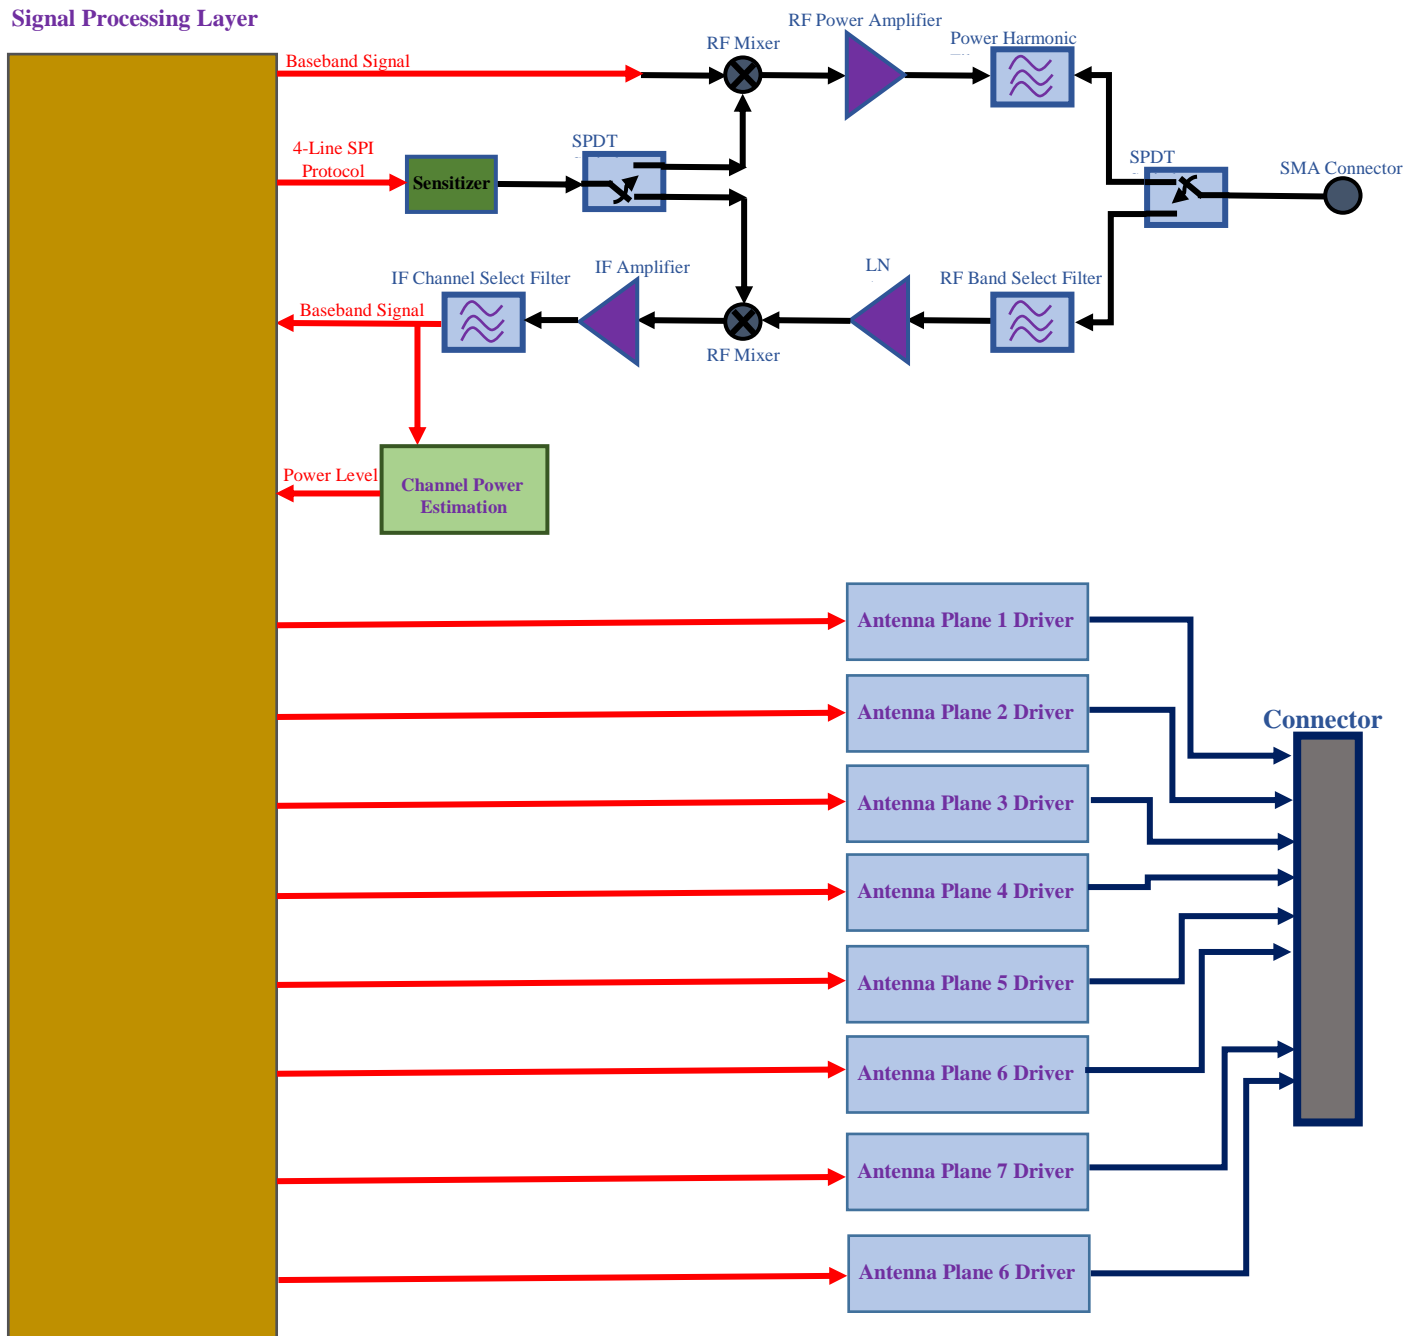 Signal Processing Layer
RF Power Amplifier
RF Mixer
Power Harmonic
Baseband Signal
4-Line SPI
Protocol
Sensitizer
SPDT
SPDT
SMA Connector
IF Channel Select Filter
IF Amplifier
LN
RF Band Select Filter
Baseband Signal
RF Mixer
Power Level
Channel Power
Estimation
Antenna Plane 1 Driver
Antenna Plane 2 Driver
Connector
Antenna Plane 3 Driver
Antenna Plane 4 Driver
Antenna Plane 5 Driver
Antenna Plane 6 Driver
Antenna Plane 7 Driver
Antenna Plane 6 Driver